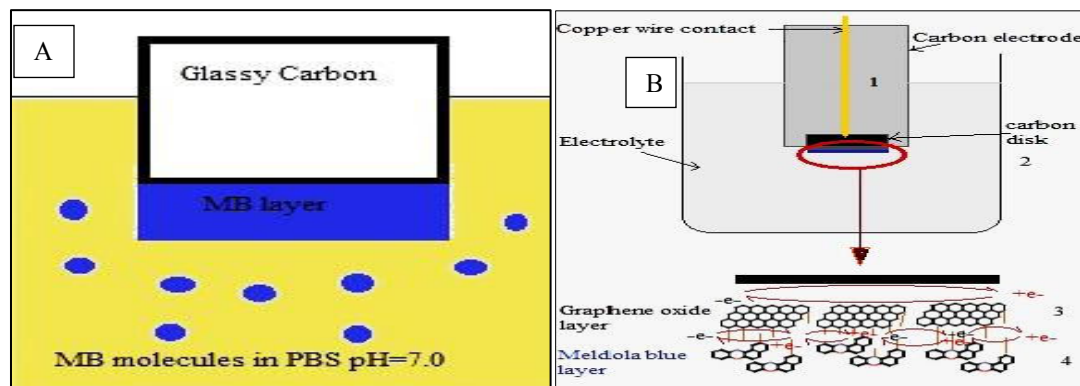 A
Glassy Carbon
MB layer
MB molecules in PBS pH=7.0
B
Copper wire contact
Carbon electrode
1
carbon
disk
2
Electrolyte
-e-
+e-
Graphene oxide
layer
3
-e-
+e-
-e-
+e-
-e-
+e-
Meldola blue
layer
4